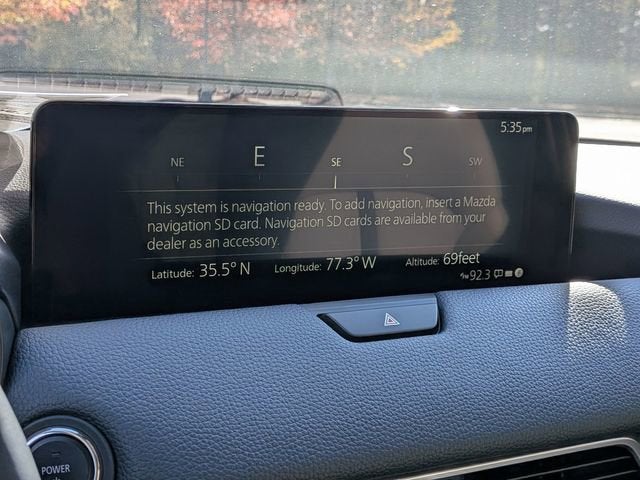 5:35pm
NE E SE S SW
This system is navigation ready. To add navigation, insert a Mazda
navigation SD card. Navigation SD cards are available from your
dealer as an accessory.
Latitude: 35.5° N Longitude: 77.3° W Altitude: 69feet
92.3
POWER